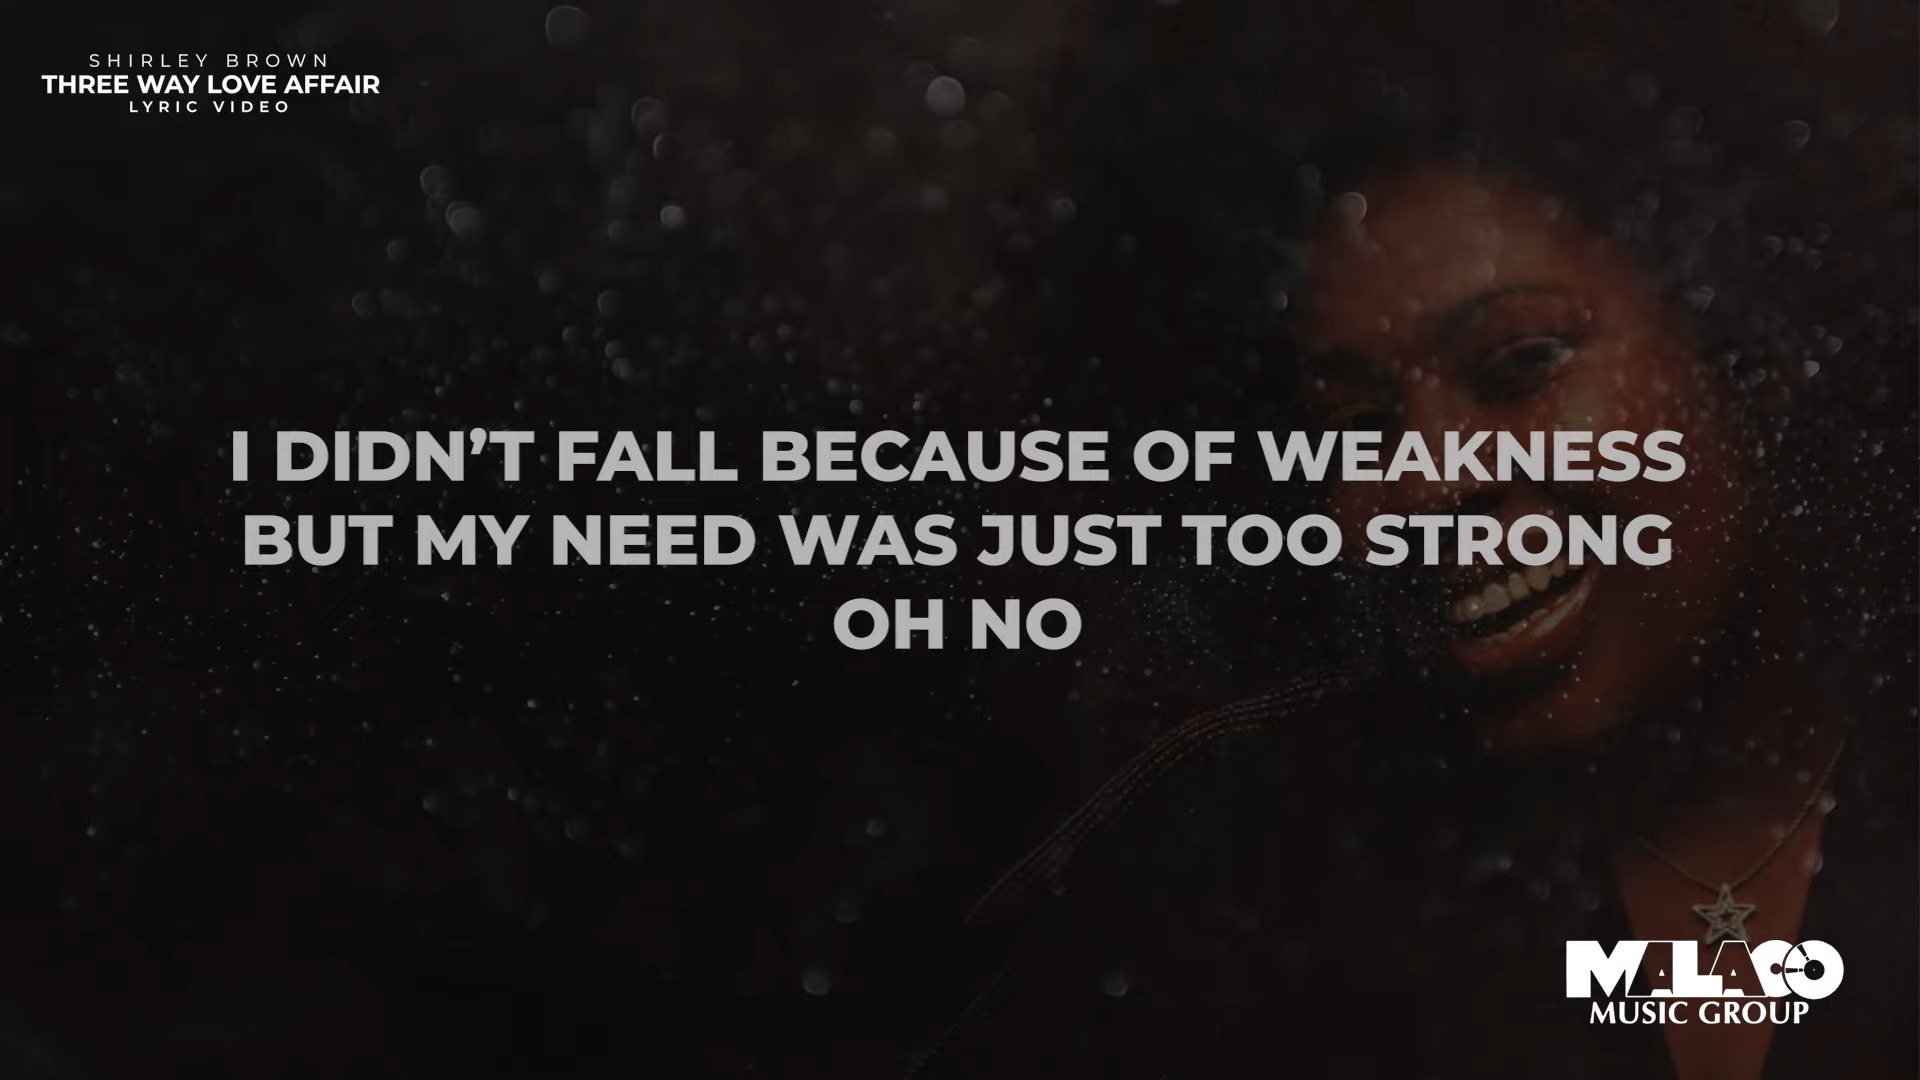 SHIRLEY BROWN
THREE WAY LOVE AFFAIR
LYRIC VIDEO
I DIDN’T FALL BECAUSE OF WEAKNESS
BUT MY NEED WAS JUST TOO STRONG
OH NO
MALACO
MUSIC GROUP